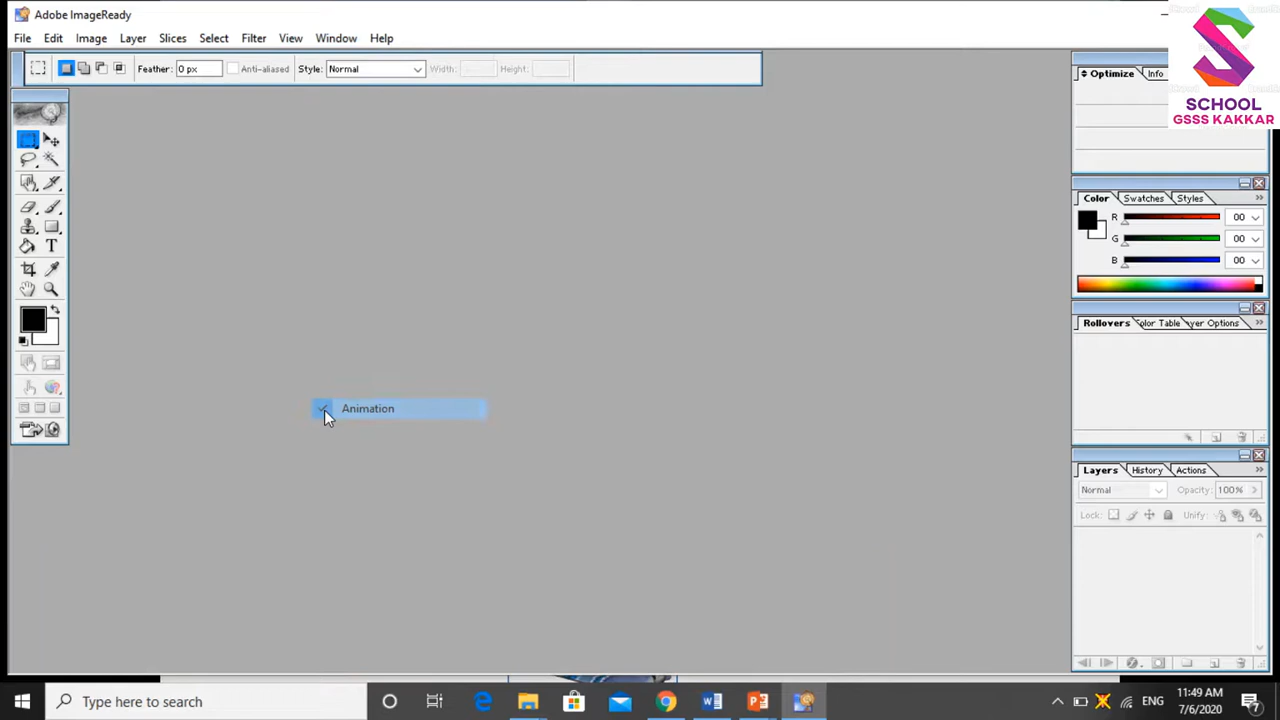 Adobe ImageReady
File Edit Image Layer Slices Select Filter View Window Help
Feather: 0 px Anti-aliased Style: Normal Width: Height:
SCHOOL
GSSS KAKKAR
Optimize Info
Color Swatches Styles
R 00
G 00
B 00
Rollovers Color Table yer Options
Animation
Layers History Actions
Normal Opacity: 100%
Lock: Unify:
Type here to search
ENG
11:49 AM
7/6/2020
7